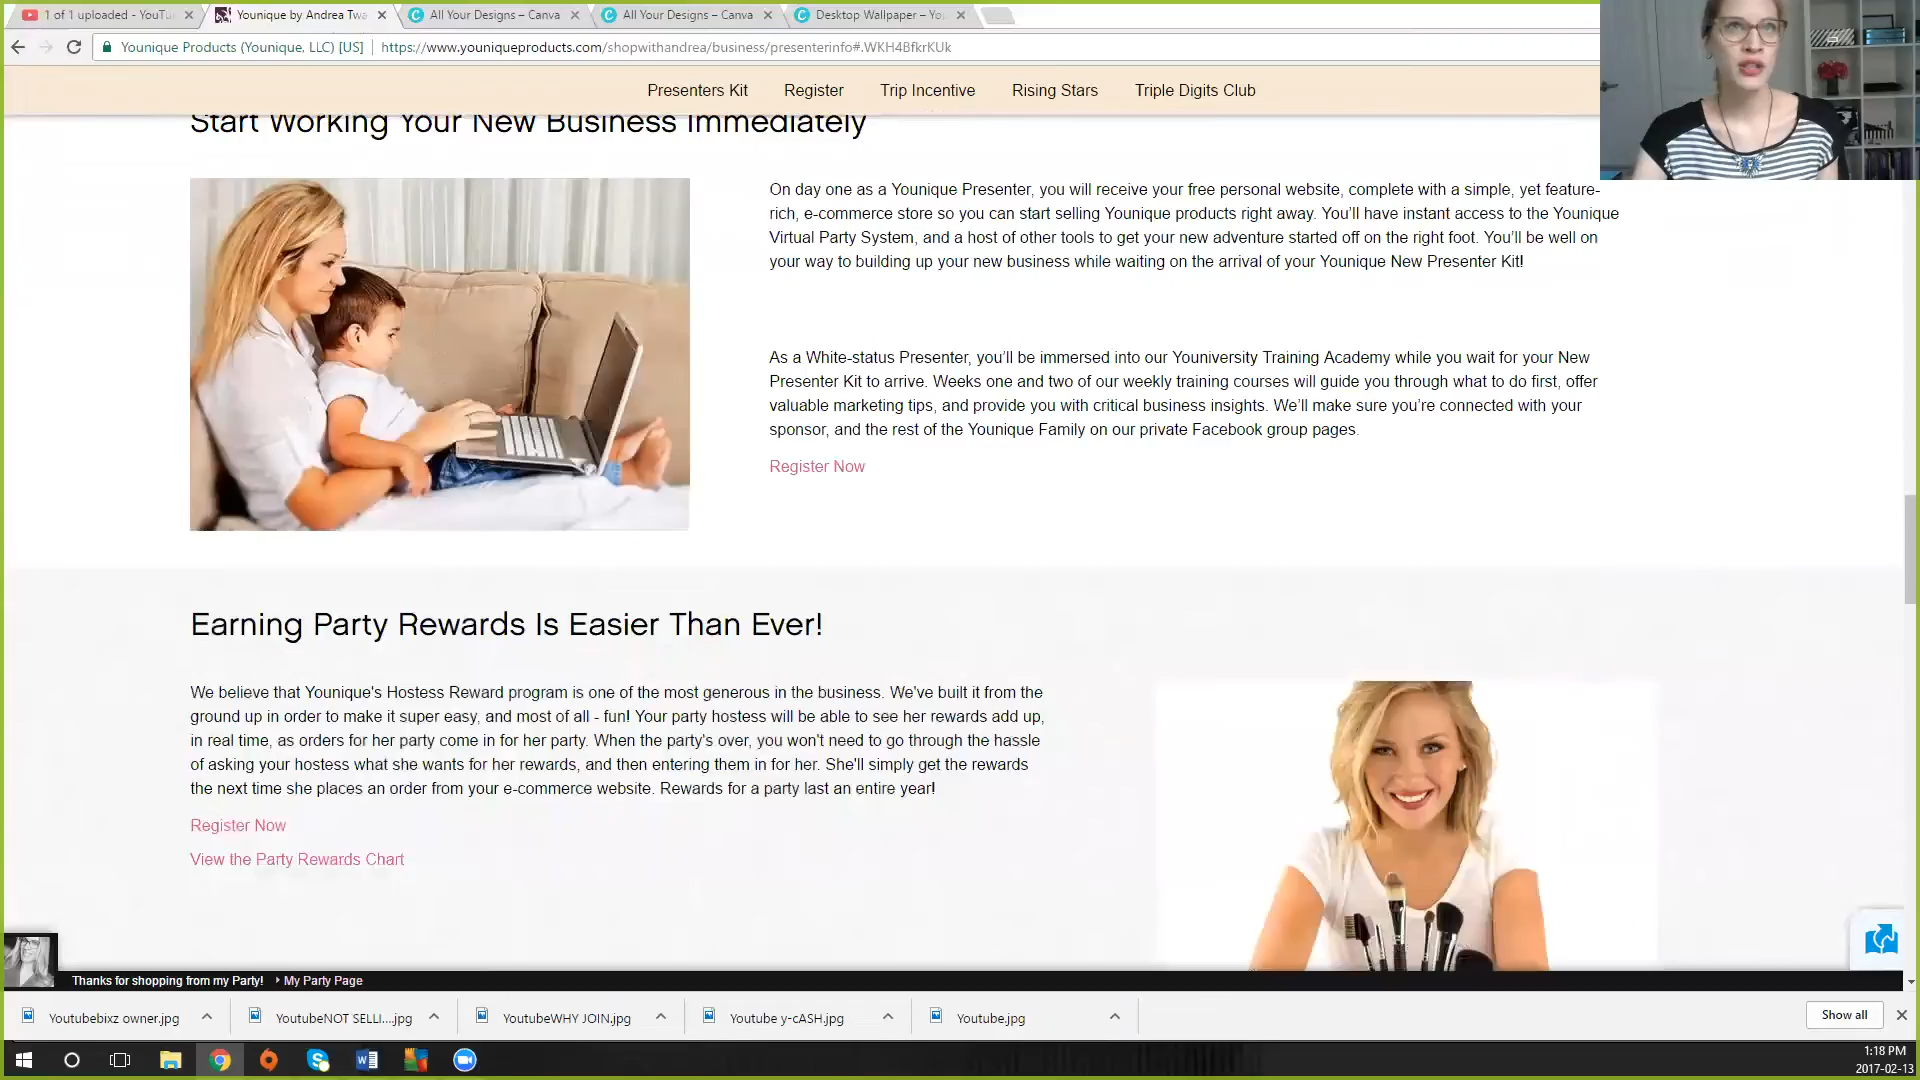 1 of 1 uploaded - YouTu
Younique by Andrea Twa
All Your Designs – Canva
All Your Designs – Canva
Desktop Wallpaper – Yo
Younique Products (Younique, LLC) [US]
https://www.youniqueproducts.com/shopwithandrea/business/presenterinfo#.WKH4BfkrKUk
Presenters Kit
Register
Trip Incentive
Rising Stars
Triple Digits Club
Start Working Your New Business Immediately
On day one as a Younique Presenter, you will receive your free personal website, complete with a simple, yet feature-
rich, e-commerce store so you can start selling Younique products right away. You’ll have instant access to the Younique
Virtual Party System, and a host of other tools to get your new adventure started off on the right foot. You’ll be well on
your way to building up your new business while waiting on the arrival of your Younique New Presenter Kit!
As a White-status Presenter, you’ll be immersed into our Youniversity Training Academy while you wait for your New
Presenter Kit to arrive. Weeks one and two of our weekly training courses will guide you through what to do first, offer
valuable marketing tips, and provide you with critical business insights. We’ll make sure you’re connected with your
sponsor, and the rest of the Younique Family on our private Facebook group pages.
Register Now
Earning Party Rewards Is Easier Than Ever!
We believe that Younique's Hostess Reward program is one of the most generous in the business. We've built it from the
ground up in order to make it super easy, and most of all - fun! Your party hostess will be able to see her rewards add up,
in real time, as orders for her party come in for her party. When the party's over, you won't need to go through the hassle
of asking your hostess what she wants for her rewards, and then entering them in for her. She'll simply get the rewards
the next time she places an order from your e-commerce website. Rewards for a party last an entire year!
Register Now
View the Party Rewards Chart
Thanks for shopping from my Party!
My Party Page
Youtubebixz owner.jpg
YoutubeNOT SELLI....jpg
YoutubeWHY JOIN.jpg
Youtube y-cASH.jpg
Youtube.jpg
Show all
1:18 PM
2017-02-13